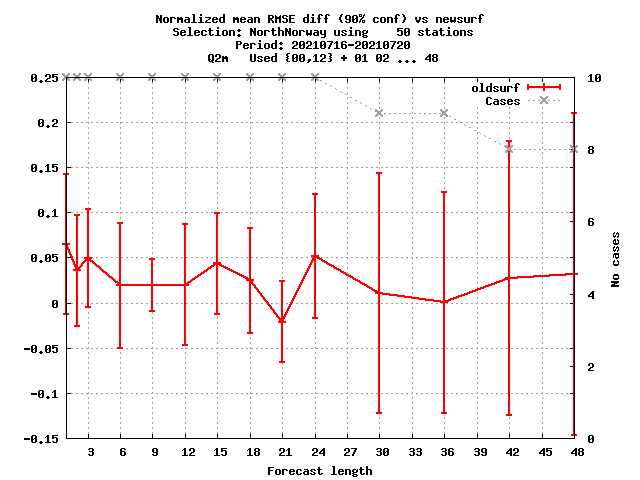 Normalized mean RMSE diff (90% conf) vs newsurf
Selection: NorthNorway using    50 stations
Period: 20210716-20210720
Q2m   Used {00,12} + 01 02 ... 48
oldsurf
Cases
0.25
0.2
0.15
0.1
0.05
0
-0.05
-0.1
-0.15
10
8
6
4
2
0
No cases
3 6 9 12 15 18 21 24 27 30 33 36 39 42 45 48
Forecast length